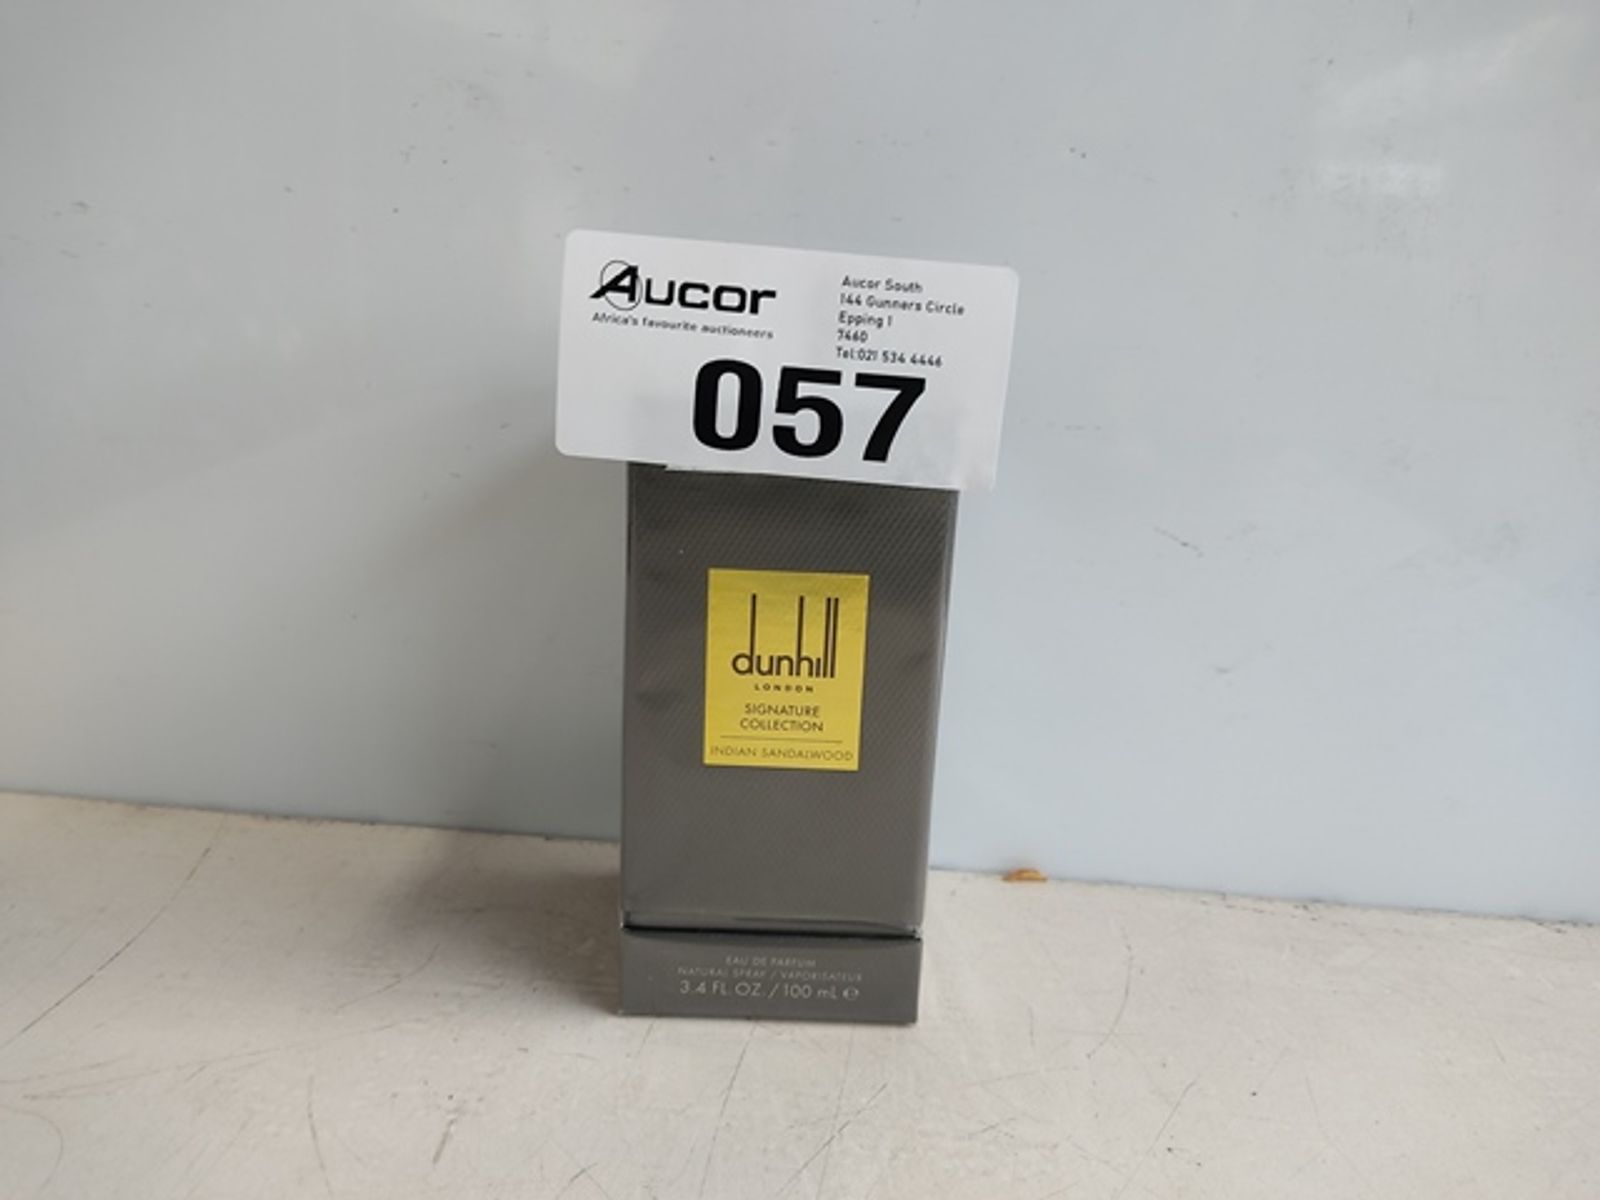 Aucor
Africa's favourite auctioneers
Aucor South
144 Gunners Circle
Epping 1
7460
Tel:021 534 4446
057
dunhill
LONDON
SIGNATURE
COLLECTION
INDIAN SANDALWOOD
EAU DE PARFUM
NATURAL SPRAY / VAPORISATEUR
3.4 FL. OZ. / 100 mL ℮